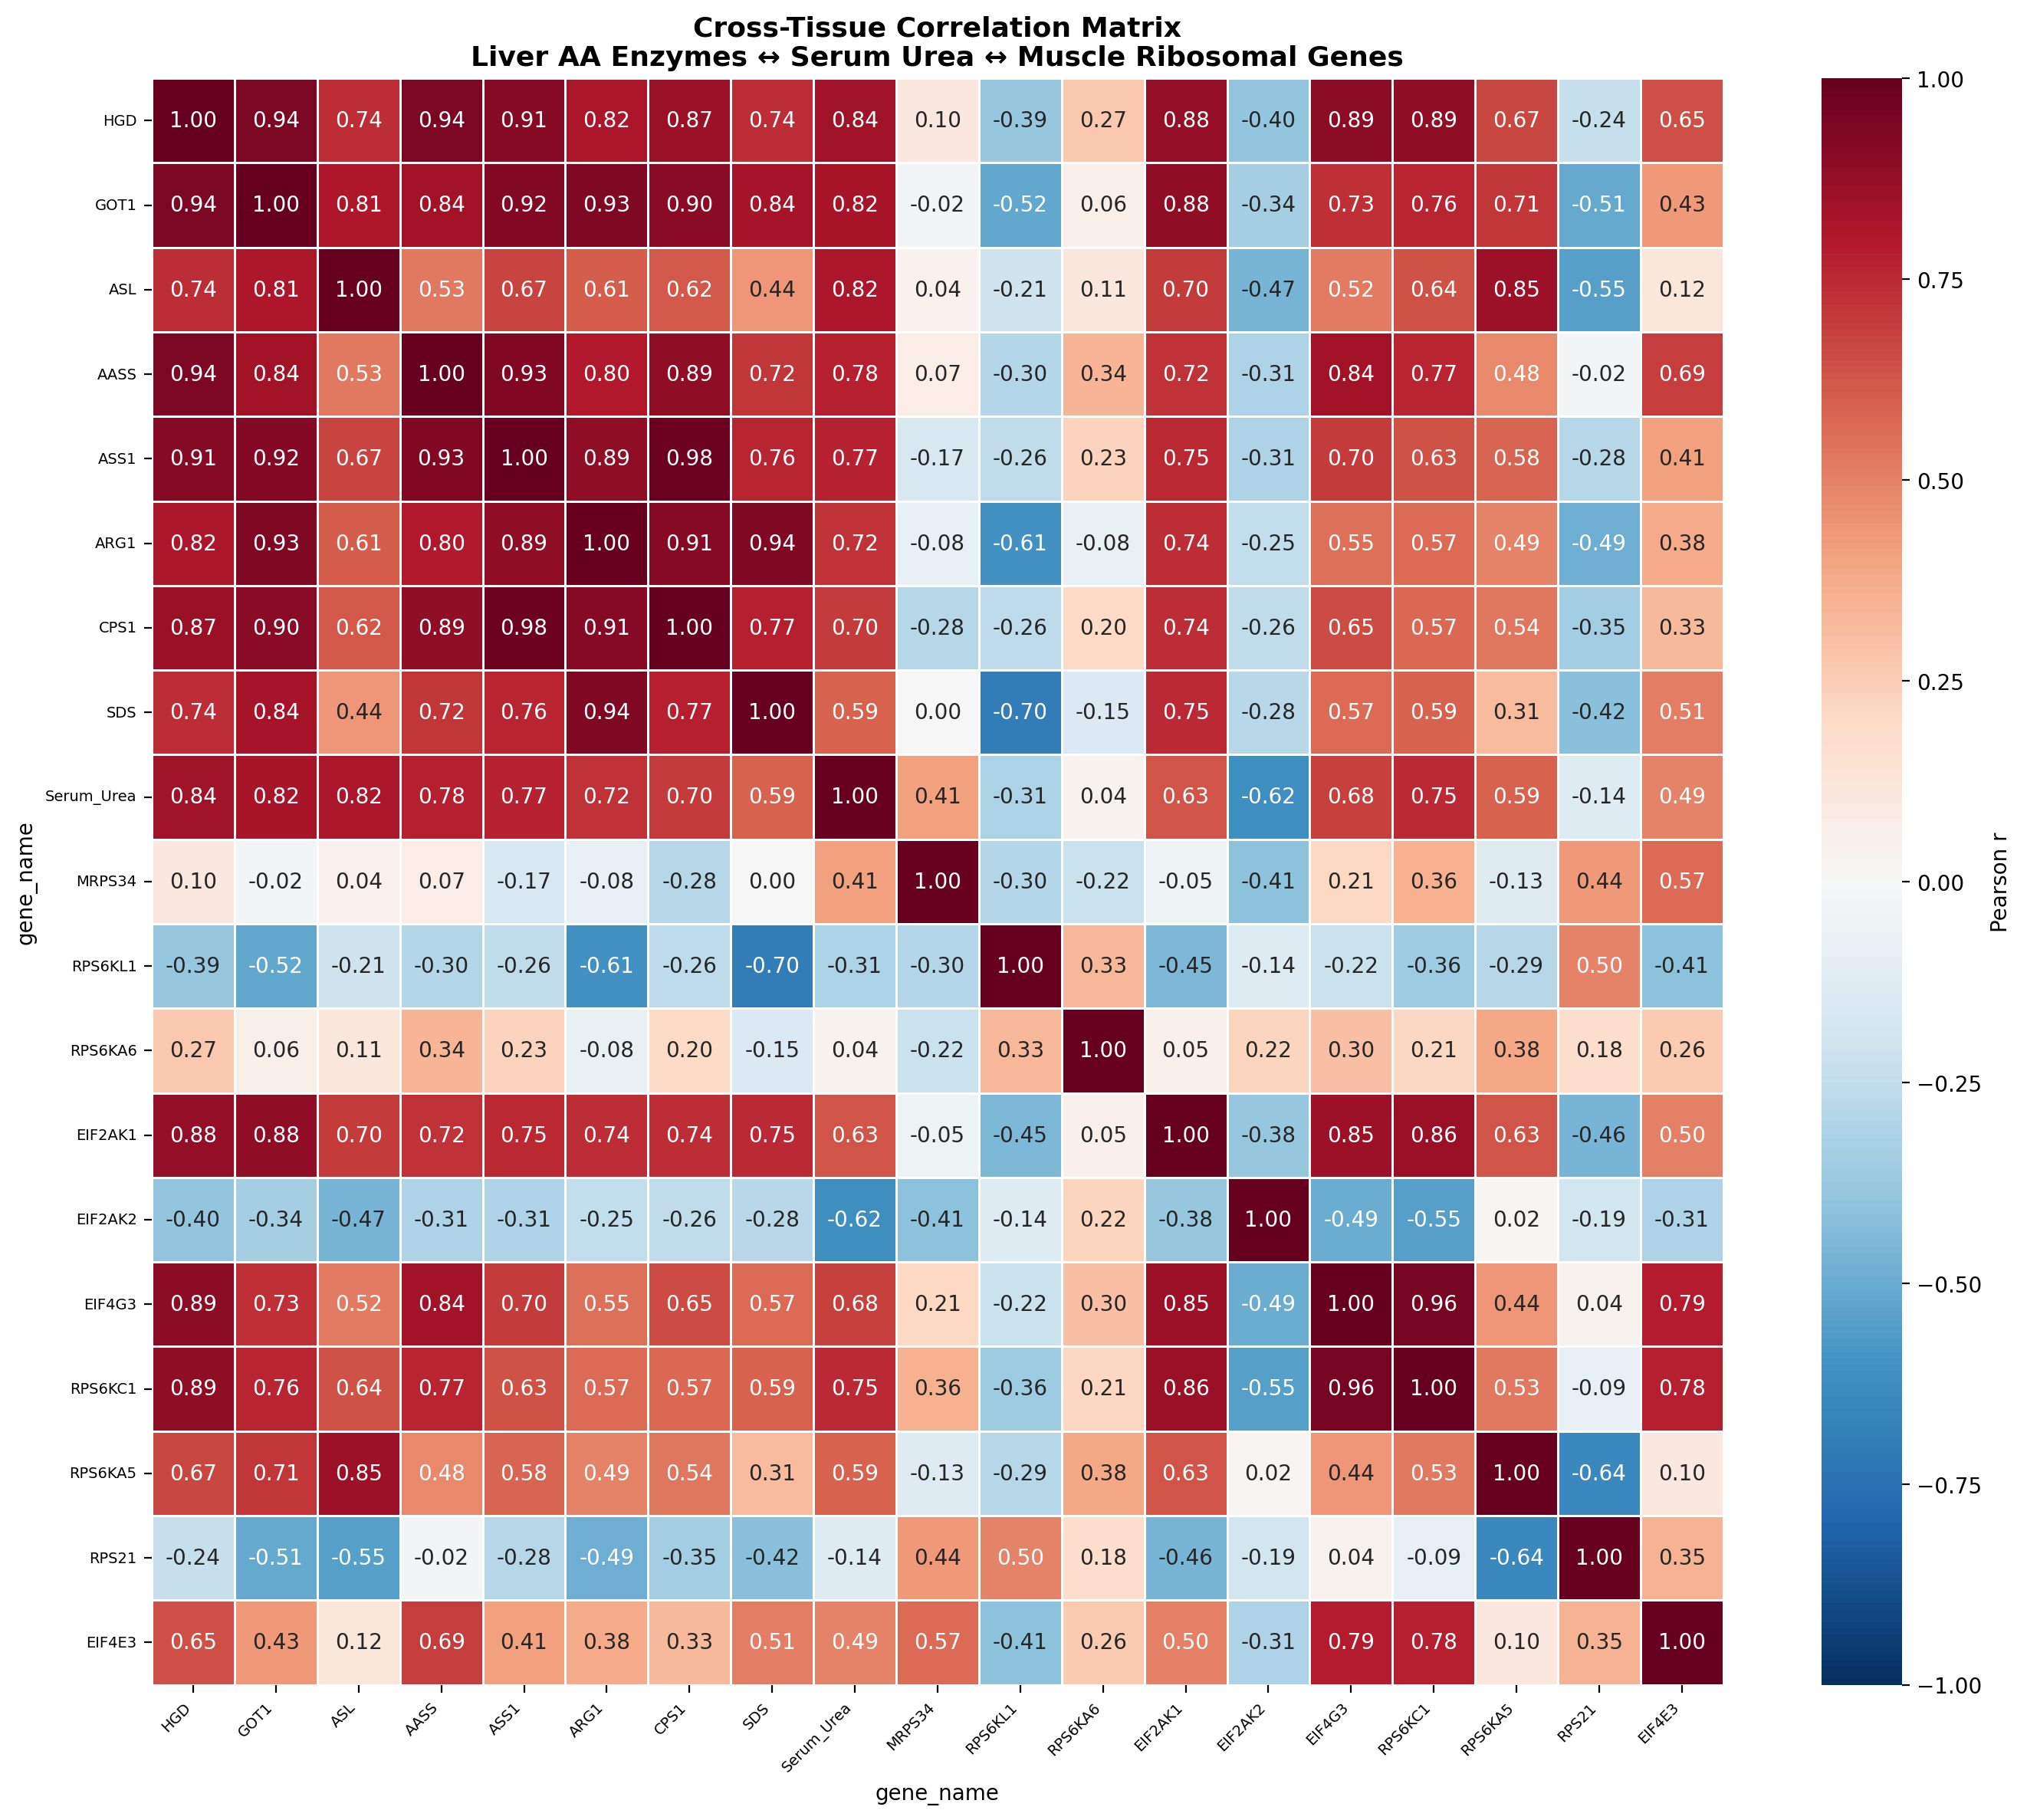 Cross-Tissue Correlation Matrix
Liver AA Enzymes ↔ Serum Urea ↔ Muscle Ribosomal Genes
HGD 1.00 0.94 0.74 0.94 0.91 0.82 0.87 0.74 0.84 0.10 -0.39 0.27 0.88 -0.40 0.89 0.89 0.67 -0.24 0.65
GOT1 0.94 1.00 0.81 0.84 0.92 0.93 0.90 0.84 0.82 -0.02 -0.52 0.06 0.88 -0.34 0.73 0.76 0.71 -0.51 0.43
ASL 0.74 0.81 1.00 0.53 0.67 0.61 0.62 0.44 0.82 0.04 -0.21 0.11 0.70 -0.47 0.52 0.64 0.85 -0.55 0.12
AASS 0.94 0.84 0.53 1.00 0.93 0.80 0.89 0.72 0.78 0.07 -0.30 0.34 0.72 -0.31 0.84 0.77 0.48 -0.02 0.69
ASS1 0.91 0.92 0.67 0.93 1.00 0.89 0.98 0.76 0.77 -0.17 -0.26 0.23 0.75 -0.31 0.70 0.63 0.58 -0.28 0.41
ARG1 0.82 0.93 0.61 0.80 0.89 1.00 0.91 0.94 0.72 -0.08 -0.61 -0.08 0.74 -0.25 0.55 0.57 0.49 -0.49 0.38
CPS1 0.87 0.90 0.62 0.89 0.98 0.91 1.00 0.77 0.70 -0.28 -0.26 0.20 0.74 -0.26 0.65 0.57 0.54 -0.35 0.33
SDS 0.74 0.84 0.44 0.72 0.76 0.94 0.77 1.00 0.59 0.00 -0.70 -0.15 0.75 -0.28 0.57 0.59 0.31 -0.42 0.51
Serum_Urea 0.84 0.82 0.82 0.78 0.77 0.72 0.70 0.59 1.00 0.41 -0.31 0.04 0.63 -0.62 0.68 0.75 0.59 -0.14 0.49
MRPS34 0.10 -0.02 0.04 0.07 -0.17 -0.08 -0.28 0.00 0.41 1.00 -0.30 -0.22 -0.05 -0.41 0.21 0.36 -0.13 0.44 0.57
RPS6KL1 -0.39 -0.52 -0.21 -0.30 -0.26 -0.61 -0.26 -0.70 -0.31 -0.30 1.00 0.33 -0.45 -0.14 -0.22 -0.36 -0.29 0.50 -0.41
RPS6KA6 0.27 0.06 0.11 0.34 0.23 -0.08 0.20 -0.15 0.04 -0.22 0.33 1.00 0.05 0.22 0.30 0.21 0.38 0.18 0.26
EIF2AK1 0.88 0.88 0.70 0.72 0.75 0.74 0.74 0.75 0.63 -0.05 -0.45 0.05 1.00 -0.38 0.85 0.86 0.63 -0.46 0.50
EIF2AK2 -0.40 -0.34 -0.47 -0.31 -0.31 -0.25 -0.26 -0.28 -0.62 -0.41 -0.14 0.22 -0.38 1.00 -0.49 -0.55 0.02 -0.19 -0.31
EIF4G3 0.89 0.73 0.52 0.84 0.70 0.55 0.65 0.57 0.68 0.21 -0.22 0.30 0.85 -0.49 1.00 0.96 0.44 0.04 0.79
RPS6KC1 0.89 0.76 0.64 0.77 0.63 0.57 0.57 0.59 0.75 0.36 -0.36 0.21 0.86 -0.55 0.96 1.00 0.53 -0.09 0.78
RPS6KA5 0.67 0.71 0.85 0.48 0.58 0.49 0.54 0.31 0.59 -0.13 -0.29 0.38 0.63 0.02 0.44 0.53 1.00 -0.64 0.10
RPS21 -0.24 -0.51 -0.55 -0.02 -0.28 -0.49 -0.35 -0.42 -0.14 0.44 0.50 0.18 -0.46 -0.19 0.04 -0.09 -0.64 1.00 0.35
EIF4E3 0.65 0.43 0.12 0.69 0.41 0.38 0.33 0.51 0.49 0.57 -0.41 0.26 0.50 -0.31 0.79 0.78 0.10 0.35 1.00
HGD GOT1 ASL AASS ASS1 ARG1 CPS1 SDS Serum_Urea MRPS34 RPS6KL1 RPS6KA6 EIF2AK1 EIF2AK2 EIF4G3 RPS6KC1 RPS6KA5 RPS21 EIF4E3
gene_name
gene_name
1.00
0.75
0.50
0.25
0.00
−0.25
−0.50
−0.75
−1.00
Pearson r